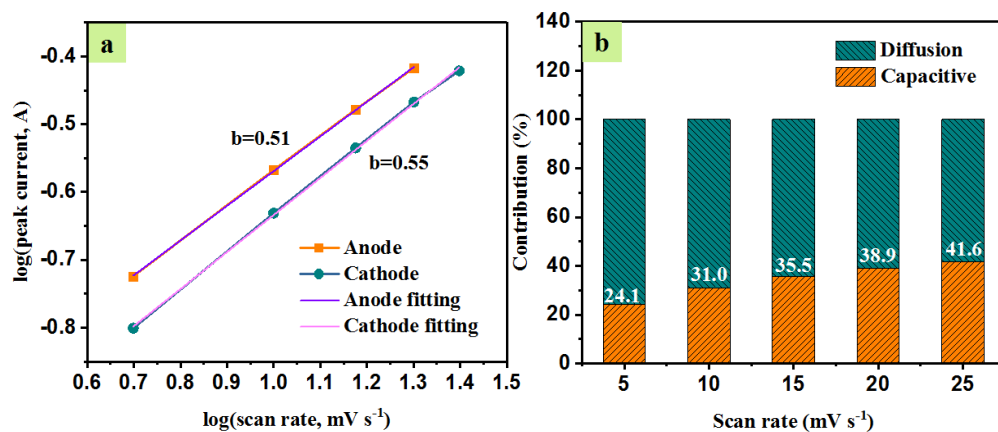 a
log(peak current, A)
-0.4
-0.5
-0.6
-0.7
-0.8
b=0.51
b=0.55
Anode
Cathode
Anode fitting
Cathode fitting
0.6 0.7 0.8 0.9 1.0 1.1 1.2 1.3 1.4 1.5
log(scan rate, mV s⁻¹)
b
Contribution (%)
140
120
100
80
60
40
20
0
Diffusion
Capacitive
24.1
31.0
35.5
38.9
41.6
5 10 15 20 25
Scan rate (mV s⁻¹)